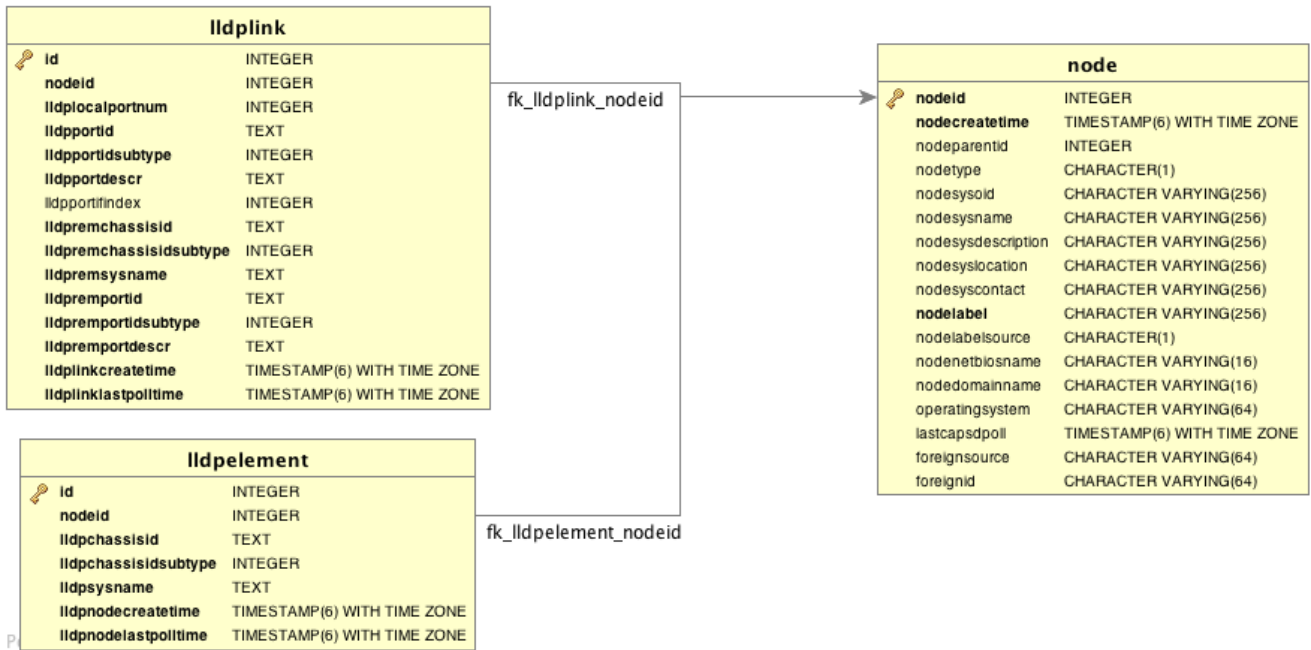 lldplink
id INTEGER
nodeid INTEGER
lldplocalportnum INTEGER
lldpportid TEXT
lldpportidsubtype INTEGER
lldpportdescr TEXT
lldpportifindex INTEGER
lldpremchassisid TEXT
lldpremchassisidsubtype INTEGER
lldpremsysname TEXT
lldpremportid TEXT
lldpremportidsubtype INTEGER
lldpremportdescr TEXT
lldplinkcreatetime TIMESTAMP(6) WITH TIME ZONE
lldplinklastpolltime TIMESTAMP(6) WITH TIME ZONE
fk_lldplink_nodeid
node
nodeid INTEGER
nodecreatetime TIMESTAMP(6) WITH TIME ZONE
nodeparentid INTEGER
nodetype CHARACTER(1)
nodesysoid CHARACTER VARYING(256)
nodesysname CHARACTER VARYING(256)
nodesysdescription CHARACTER VARYING(256)
nodesyslocation CHARACTER VARYING(256)
nodesyscontact CHARACTER VARYING(256)
nodelabel CHARACTER VARYING(256)
nodelabelsource CHARACTER(1)
nodenetbiosname CHARACTER VARYING(16)
nodedomainname CHARACTER VARYING(16)
operatingsystem CHARACTER VARYING(64)
lastcapsdpoll TIMESTAMP(6) WITH TIME ZONE
foreignsource CHARACTER VARYING(64)
foreignid CHARACTER VARYING(64)
lldpelement
id INTEGER
nodeid INTEGER
lldpchassisid TEXT
lldpchassisidsubtype INTEGER
lldpsysname TEXT
lldpnodecreatetime TIMESTAMP(6) WITH TIME ZONE
lldpnodelastpolltime TIMESTAMP(6) WITH TIME ZONE
fk_lldpelement_nodeid